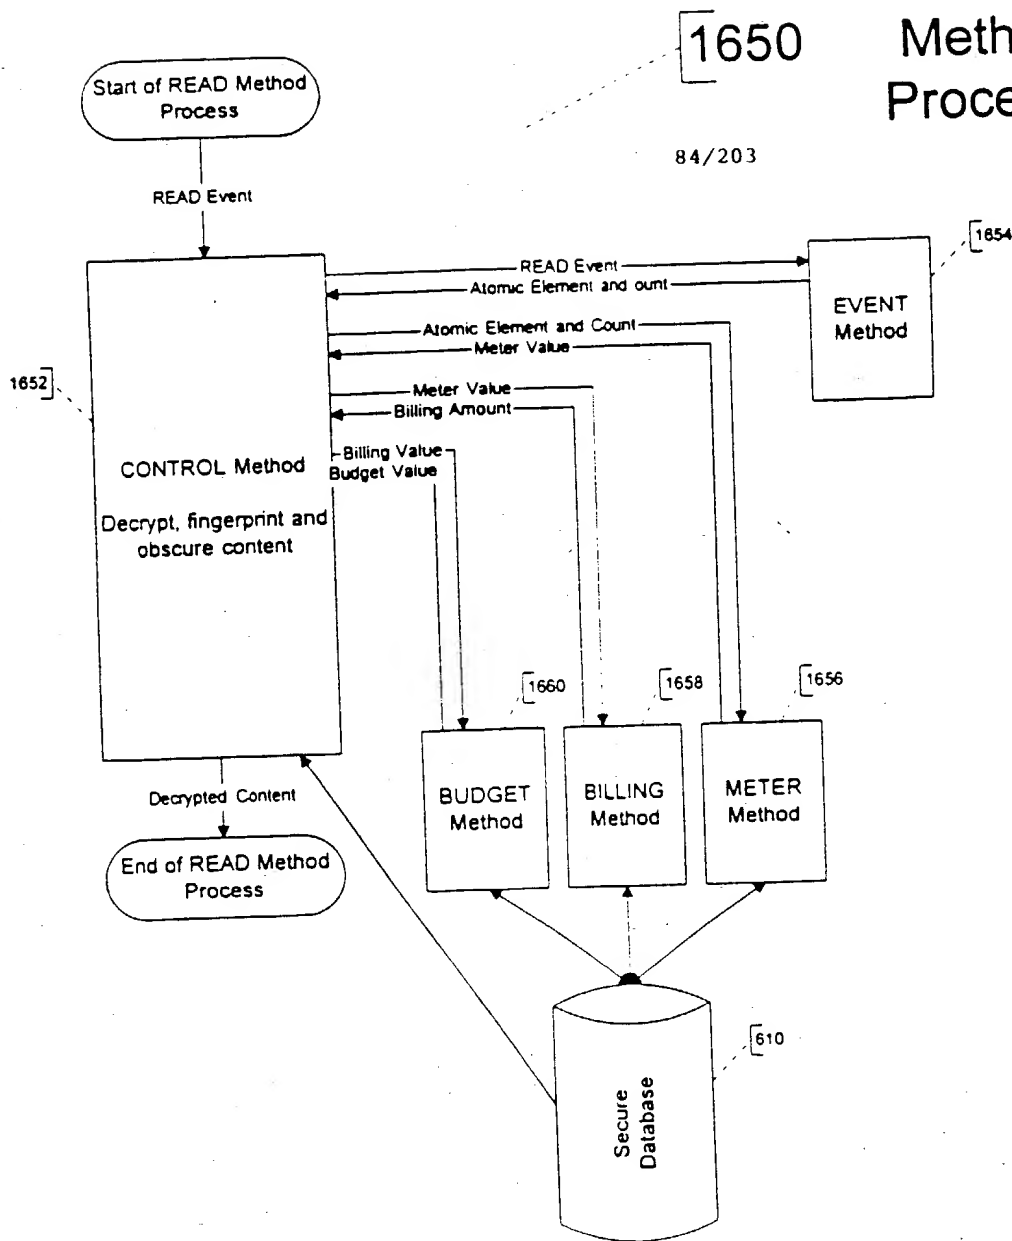 1650 Meth
Proce
84/203
Start of READ Method
Process
READ Event
1654
READ Event
Atomic Element and ount
EVENT
Method
Atomic Element and Count
Meter Value
1652
Meter Value
Billing Amount
Billing Value
Budget Value
CONTROL Method
Decrypt, fingerprint and
obscure content
1660
1658
1656
BUDGET
Method
BILLING
Method
METER
Method
Decrypted Content
End of READ Method
Process
610
Secure
Database